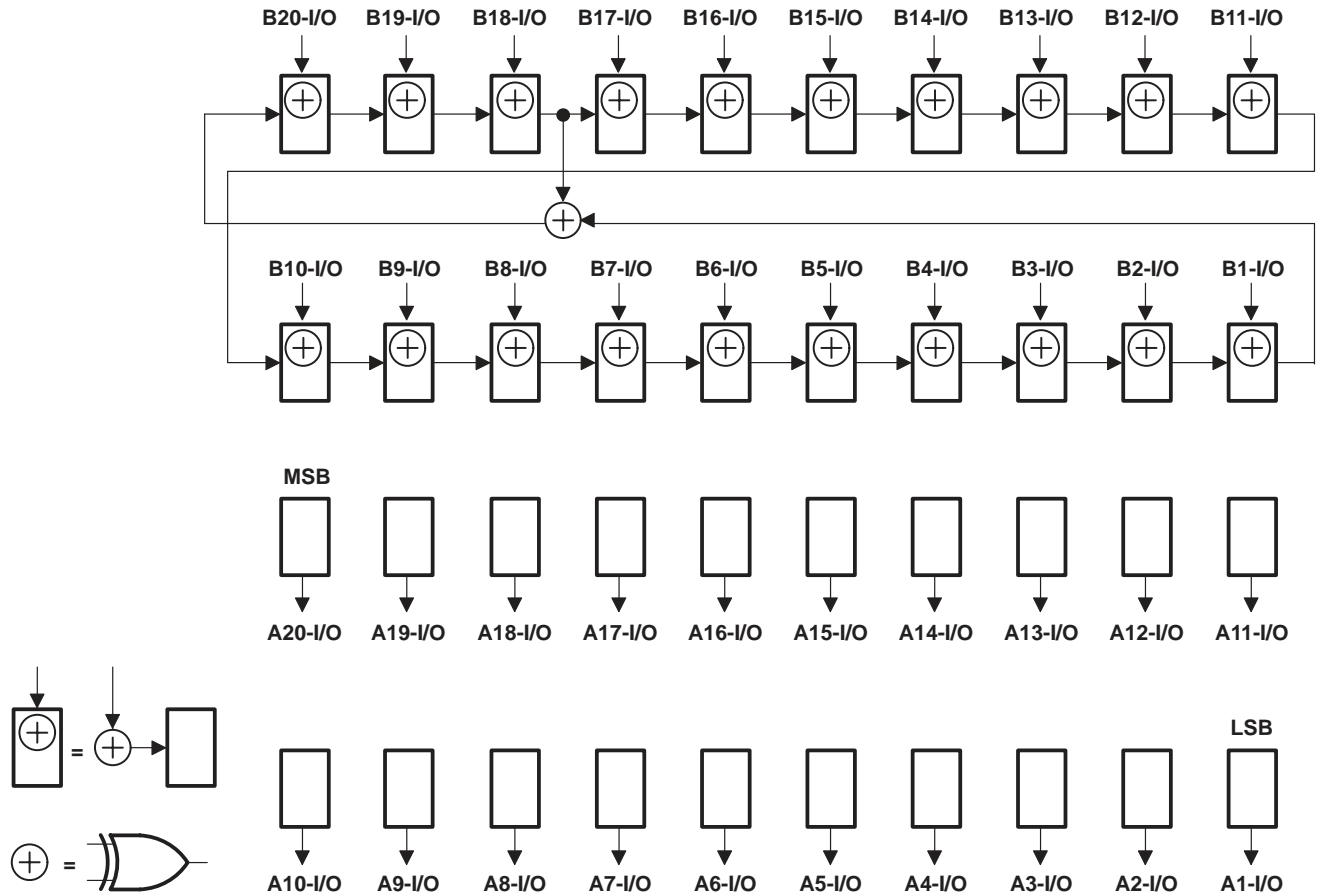 B20-I/O B19-I/O B18-I/O B17-I/O B16-I/O B15-I/O B14-I/O B13-I/O B12-I/O B11-I/O
B10-I/O B9-I/O B8-I/O B7-I/O B6-I/O B5-I/O B4-I/O B3-I/O B2-I/O B1-I/O
MSB
A20-I/O A19-I/O A18-I/O A17-I/O A16-I/O A15-I/O A14-I/O A13-I/O A12-I/O A11-I/O
LSB
=
=
A10-I/O A9-I/O A8-I/O A7-I/O A6-I/O A5-I/O A4-I/O A3-I/O A2-I/O A1-I/O